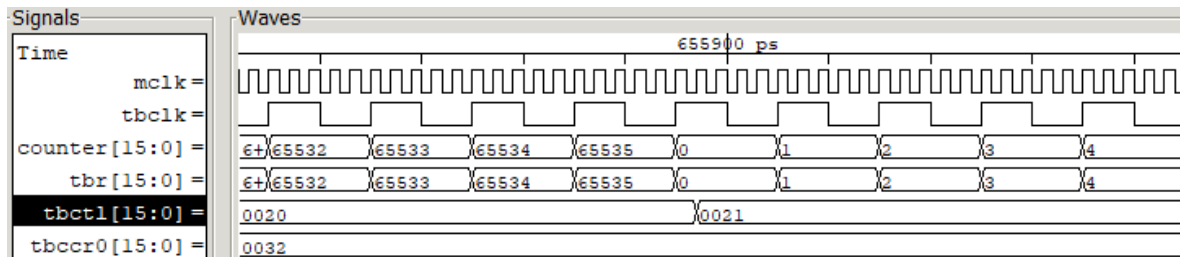 Signals Waves
Time 655900 ps
mclk =
tbclk =
counter[15:0] = 6+ 65532 65533 65534 65535 0 1 2 3 4
tbr[15:0] = 6+ 65532 65533 65534 65535 0 1 2 3 4
tbctl[15:0] = 0020 0021
tbccr0[15:0] = 0032